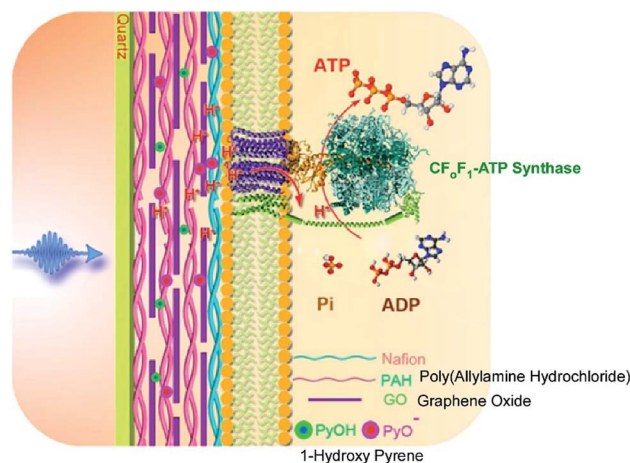 Quartz
ATP
H+
H+
H+
H+
H+
H+
H+
H+
CFoF1-ATP Synthase
Pi
ADP
Nafion
PAH Poly(Allylamine Hydrochloride)
GO Graphene Oxide
PyOH PyO-
1-Hydroxy Pyrene